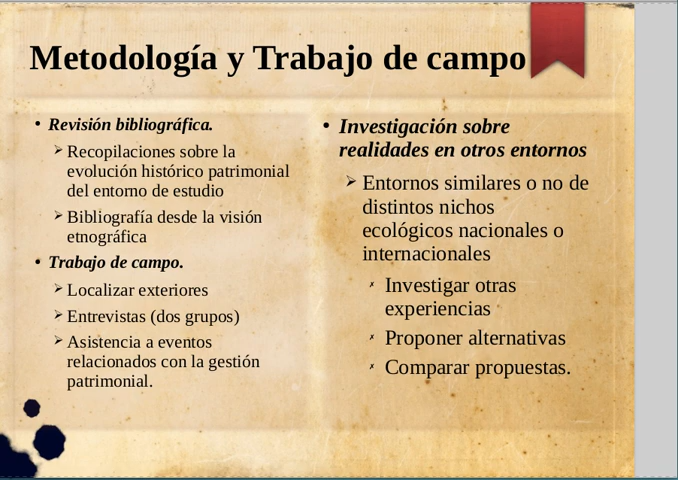 Metodología y Trabajo de campo
• Revisión bibliográfica.
➢ Recopilaciones sobre la
evolución histórico patrimonial
del entorno de estudio
➢ Bibliografía desde la visión
etnográfica
• Trabajo de campo.
➢ Localizar exteriores
➢ Entrevistas (dos grupos)
➢ Asistencia a eventos
relacionados con la gestión
patrimonial.
• Investigación sobre
realidades en otros entornos
➢ Entornos similares o no de
distintos nichos
ecológicos nacionales o
internacionales
✗ Investigar otras
experiencias
✗ Proponer alternativas
✗ Comparar propuestas.